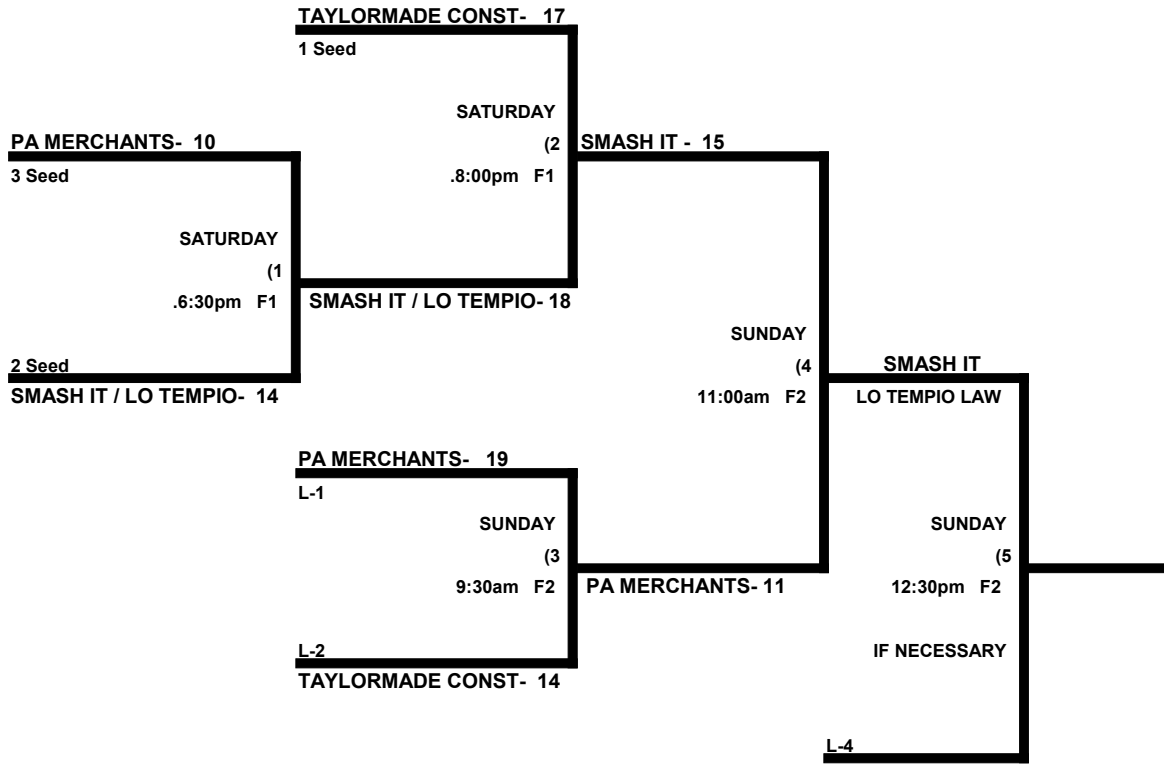 TAYLORMADE CONST- 17
1 Seed
SATURDAY
PA MERCHANTS- 10
(2
SMASH IT - 15
3 Seed
.8:00pm F1
SATURDAY
(1
.6:30pm F1
SMASH IT / LO TEMPIO- 18
SUNDAY
2 Seed
(4
SMASH IT
SMASH IT / LO TEMPIO- 14
11:00am F2
LO TEMPIO LAW
PA MERCHANTS- 19
L-1
SUNDAY
SUNDAY
(3
(5
9:30am F2
PA MERCHANTS- 11
12:30pm F2
L-2
IF NECESSARY
TAYLORMADE CONST- 14
L-4